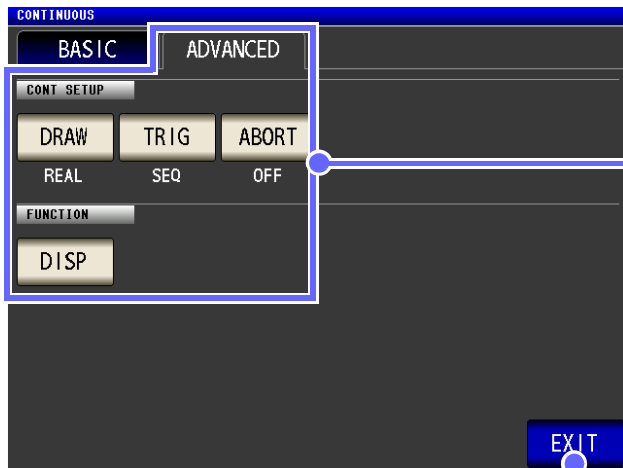 CONTINUOUS
BASIC ADVANCED
CONT SETUP
DRAW TRIG ABORT
REAL SEQ OFF
FUNCTION
DISP
EXIT